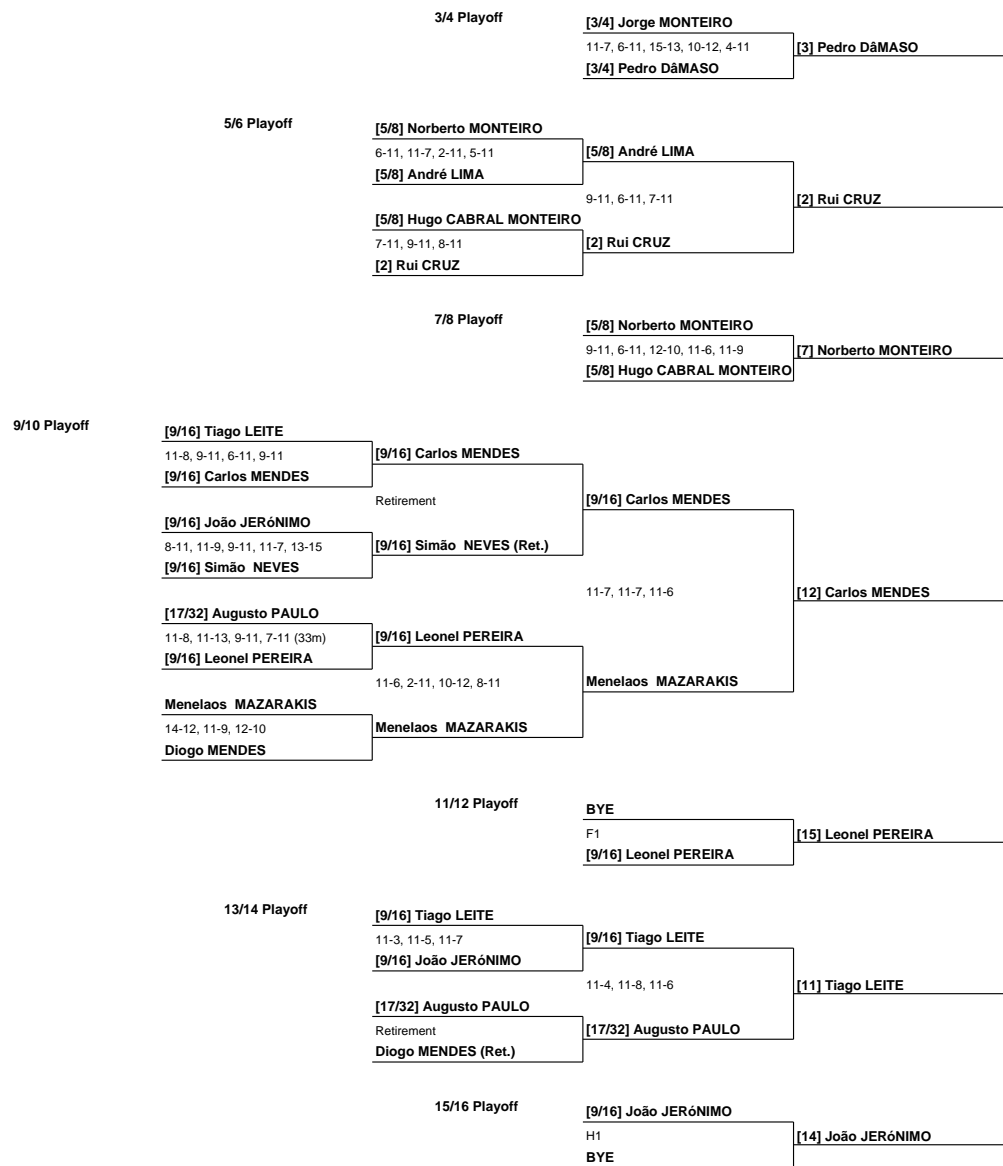 3/4 Playoff
[3/4] Jorge MONTEIRO
11-7, 6-11, 15-13, 10-12, 4-11
[3] Pedro DâMASO
[3/4] Pedro DâMASO
5/6 Playoff
[5/8] Norberto MONTEIRO
6-11, 11-7, 2-11, 5-11
[5/8] André LIMA
[5/8] André LIMA
9-11, 6-11, 7-11
[2] Rui CRUZ
[5/8] Hugo CABRAL MONTEIRO
7-11, 9-11, 8-11
[2] Rui CRUZ
[2] Rui CRUZ
7/8 Playoff
[5/8] Norberto MONTEIRO
9-11, 6-11, 12-10, 11-6, 11-9
[7] Norberto MONTEIRO
[5/8] Hugo CABRAL MONTEIRO
9/10 Playoff
[9/16] Tiago LEITE
11-8, 9-11, 6-11, 9-11
[9/16] Carlos MENDES
[9/16] Carlos MENDES
Retirement
[9/16] Carlos MENDES
[9/16] João JERóNIMO
8-11, 11-9, 9-11, 11-7, 13-15
[9/16] Simão  NEVES (Ret.)
[9/16] Simão  NEVES
11-7, 11-7, 11-6
[12] Carlos MENDES
[17/32] Augusto PAULO
11-8, 11-13, 9-11, 7-11 (33m)
[9/16] Leonel PEREIRA
[9/16] Leonel PEREIRA
11-6, 2-11, 10-12, 8-11
Menelaos  MAZARAKIS
Menelaos  MAZARAKIS
14-12, 11-9, 12-10
Menelaos  MAZARAKIS
Diogo MENDES
11/12 Playoff
BYE
F1
[15] Leonel PEREIRA
[9/16] Leonel PEREIRA
13/14 Playoff
[9/16] Tiago LEITE
11-3, 11-5, 11-7
[9/16] Tiago LEITE
[9/16] João JERóNIMO
11-4, 11-8, 11-6
[11] Tiago LEITE
[17/32] Augusto PAULO
Retirement
[17/32] Augusto PAULO
Diogo MENDES (Ret.)
15/16 Playoff
[9/16] João JERóNIMO
H1
[14] João JERóNIMO
BYE